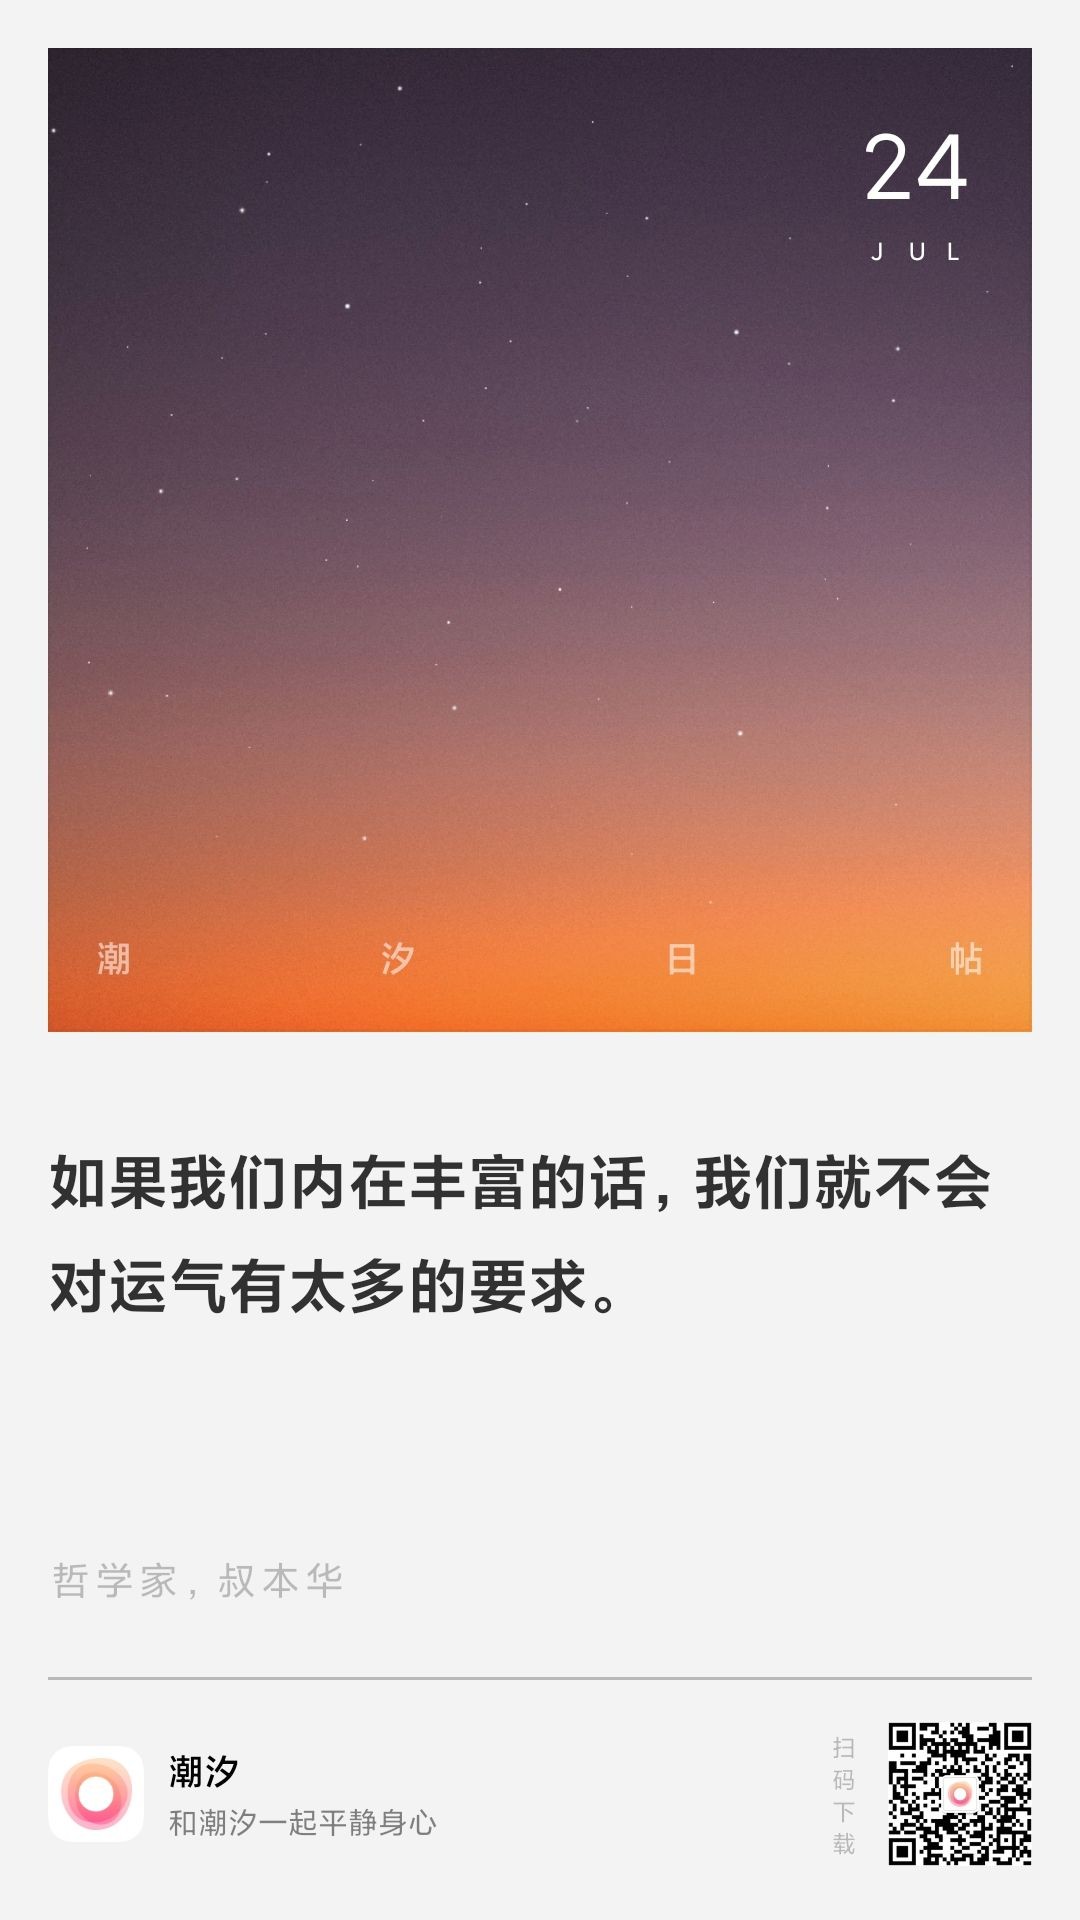 24
JUL
潮汐日帖
如果我们内在丰富的话，我们就不会
对运气有太多的要求。
哲学家，叔本华
潮汐
和潮汐一起平静身心
扫码下载